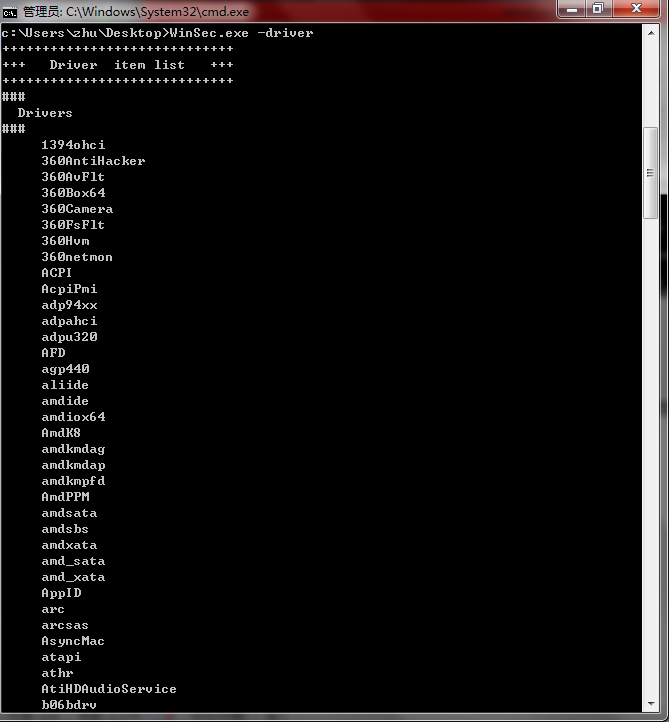 管理员: C:\Windows\System32\cmd.exe
c:\Users\zhu\Desktop>WinSec.exe -driver
+++++++++++++++++++++++++++++
+++   Driver  item list   +++
+++++++++++++++++++++++++++++
###
  Drivers
###
     1394ohci
     360AntiHacker
     360AvFlt
     360Box64
     360Camera
     360FsFlt
     360Hvm
     360netmon
     ACPI
     AcpiPmi
     adp94xx
     adpahci
     adpu320
     AFD
     agp440
     aliide
     amdide
     amdiox64
     AmdK8
     amdkmdag
     amdkmdap
     amdkmpfd
     AmdPPM
     amdsata
     amdsbs
     amdxata
     amd_sata
     amd_xata
     AppID
     arc
     arcsas
     AsyncMac
     atapi
     athr
     AtiHDAudioService
     b06bdrv